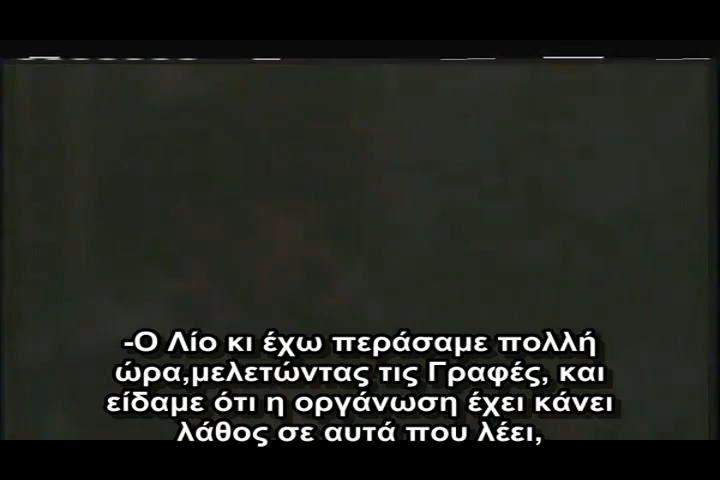 -Ο Λίο κι έχω περάσαμε πολλή
ώρα,μελετώντας τις Γραφές, και
είδαμε ότι η οργάνωση έχει κάνει
λάθος σε αυτά που λέει,